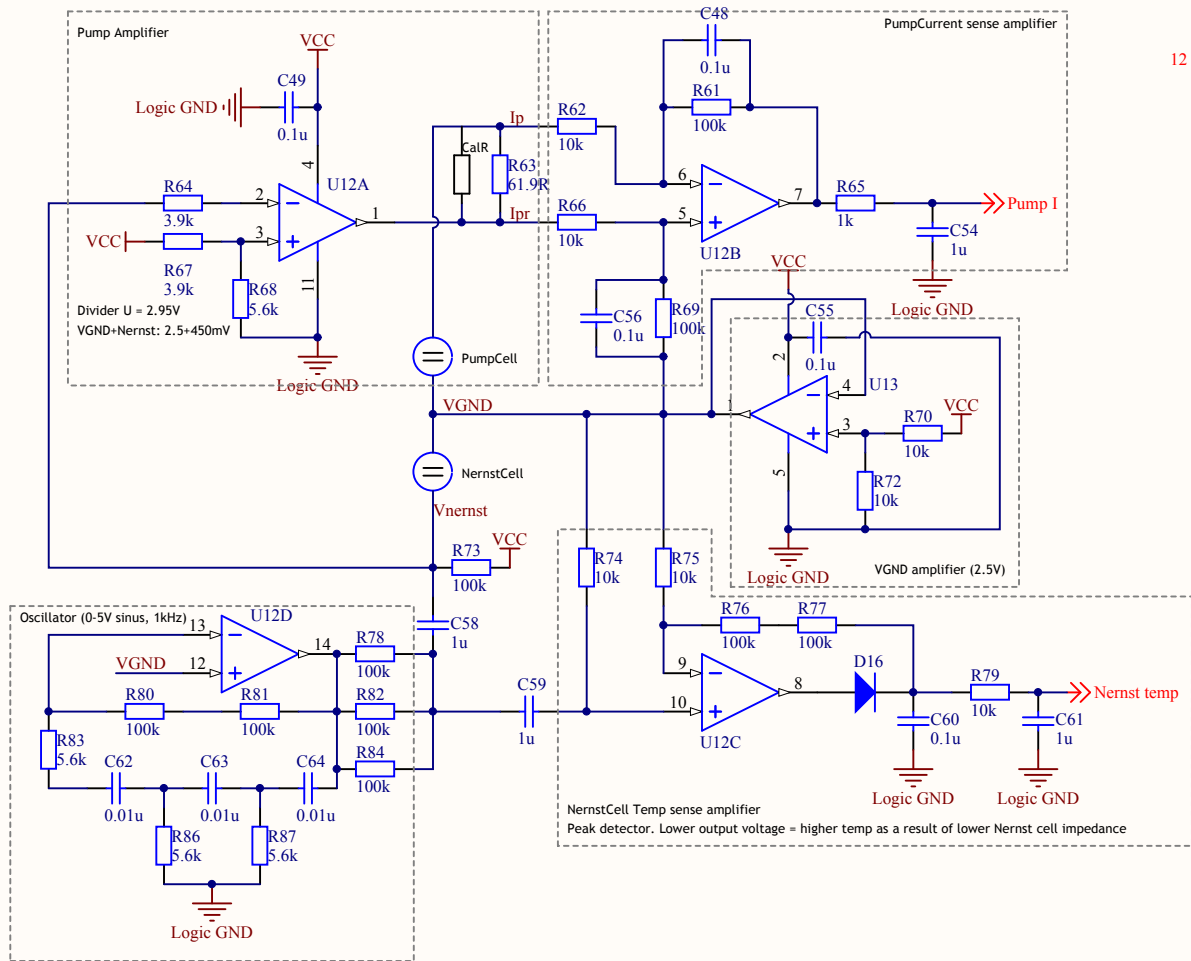 Pump Amplifier
VCC
C49
Logic GND
0.1u
4
U12A
R64
2
3.9k
1
VCC
3
R67
3.9k
R68
5.6k
11
Divider U = 2.95V
VGND+Nernst: 2.5+450mV
Logic GND
Ip
CalR
R63
61.9R
Ipr
PumpCell
VGND
NernstCell
Vnernst
R73
100k
VCC
C58
1u
PumpCurrent sense amplifier
12
C48
0.1u
R61
100k
R62
10k
6
7
R66
10k
5
U12B
R65
1k
Pump I
C54
1u
Logic GND
C56
0.1u
R69
100k
VCC
C55
0.1u
2
4
U13
1
3
R70
10k
VCC
5
R72
10k
Logic GND
VGND amplifier (2.5V)
R74
10k
R75
10k
R76
100k
R77
100k
9
8
10
U12C
D16
R79
10k
Nernst temp
C60
0.1u
C61
1u
Logic GND
Logic GND
NernstCell Temp sense amplifier
Peak detector. Lower output voltage = higher temp as a result of lower Nernst cell impedance
Oscillator (0-5V sinus, 1kHz)
U12D
13
14
VGND
12
R78
100k
R80
100k
R81
100k
R82
100k
C59
1u
R83
5.6k
R84
100k
C62
0.01u
C63
0.01u
C64
0.01u
R86
5.6k
R87
5.6k
Logic GND